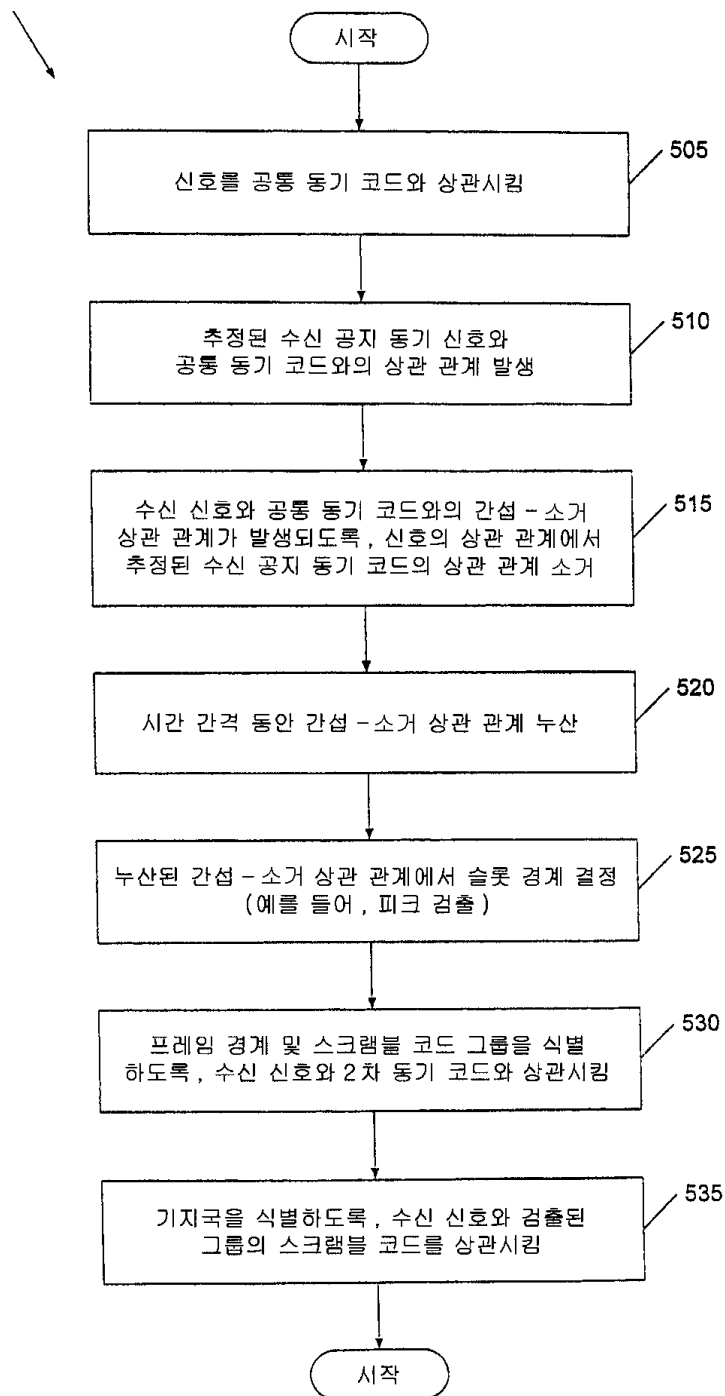 시작
신호를 공통 동기 코드와 상관시킴
505
추정된 수신 공지 동기 신호와
공통 동기 코드와의 상관 관계 발생
510
수신 신호와 공통 동기 코드와의 간섭-소거
상관 관계가 발생되도록, 신호의 상관 관계에서
추정된 수신 공지 동기 코드의 상관 관계 소거
515
시간 간격 동안 간섭-소거 상관 관계 누산
520
누산된 간섭-소거 상관 관계에서 슬롯 경계 결정
(예를 들어, 피크 검출)
525
프레임 경계 및 스크램블 코드 그룹을 식별
하도록, 수신 신호와 2차 동기 코드와 상관시킴
530
기지국을 식별하도록, 수신 신호와 검출된
그룹의 스크램블 코드를 상관시킴
535
시작